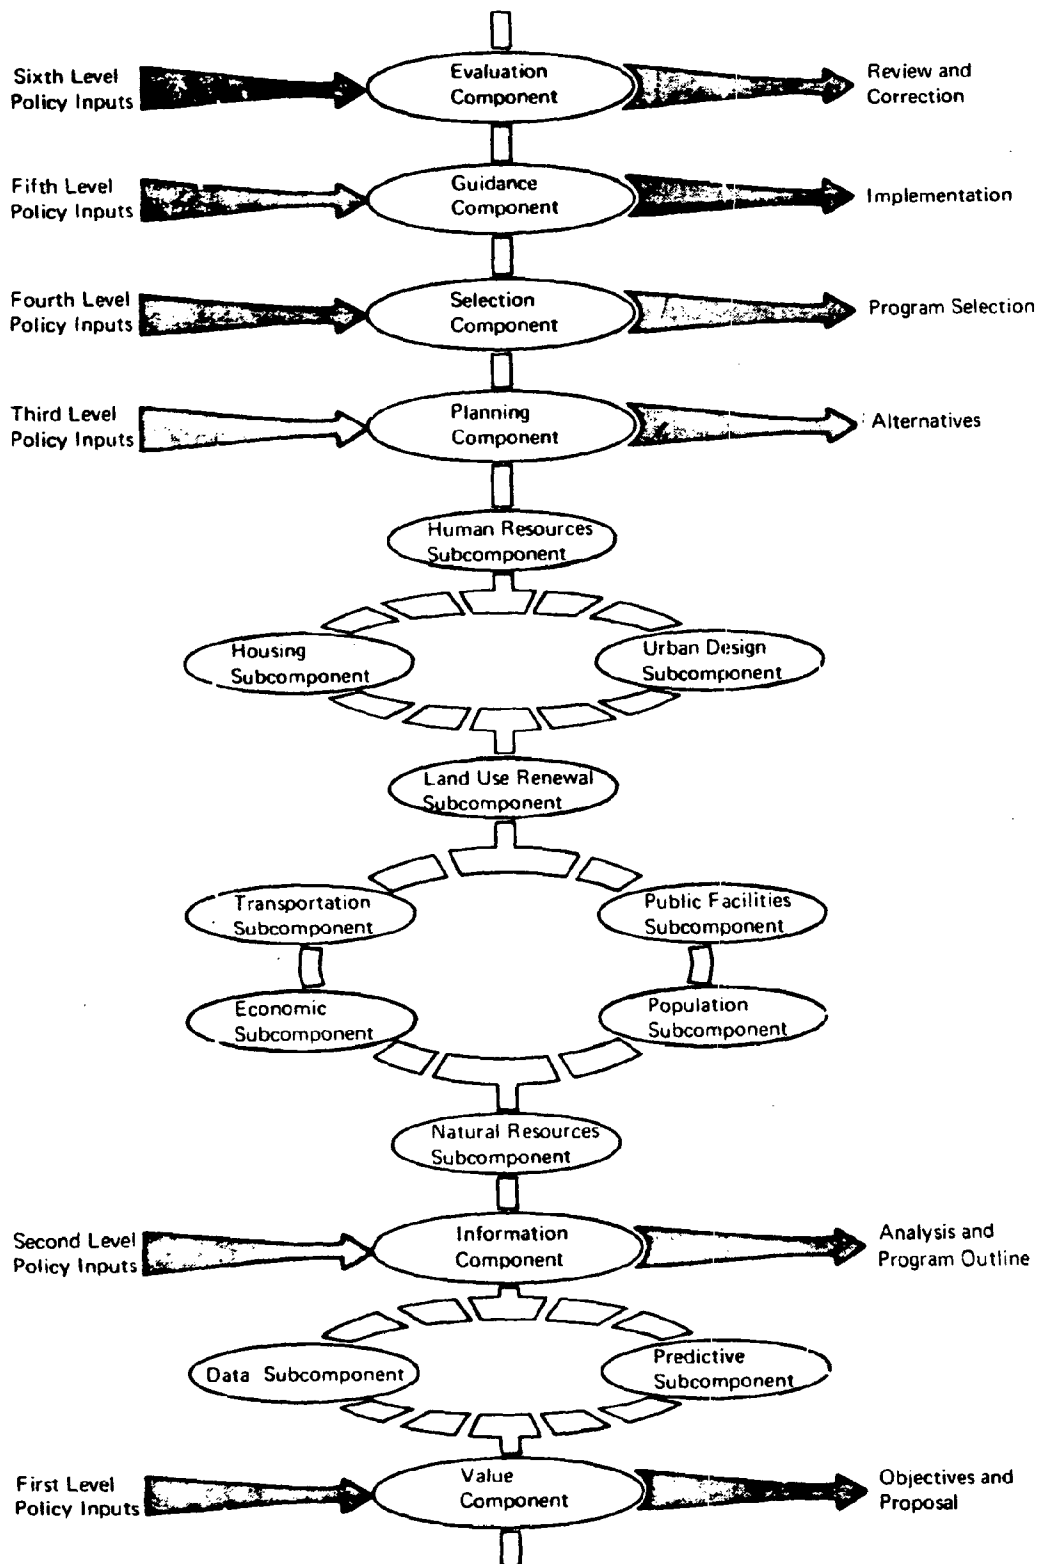 Sixth Level
Policy Inputs
Evaluation
Component
Review and
Correction
Fifth Level
Policy Inputs
Guidance
Component
Implementation
Fourth Level
Policy Inputs
Selection
Component
Program Selection
Third Level
Policy Inputs
Planning
Component
Alternatives
Human Resources
Subcomponent
Housing
Subcomponent
Urban Design
Subcomponent
Land Use Renewal
Subcomponent
Transportation
Subcomponent
Public Facilities
Subcomponent
Economic
Subcomponent
Population
Subcomponent
Natural Resources
Subcomponent
Second Level
Policy Inputs
Information
Component
Analysis and
Program Outline
Data Subcomponent
Predictive
Subcomponent
First Level
Policy Inputs
Value
Component
Objectives and
Proposal